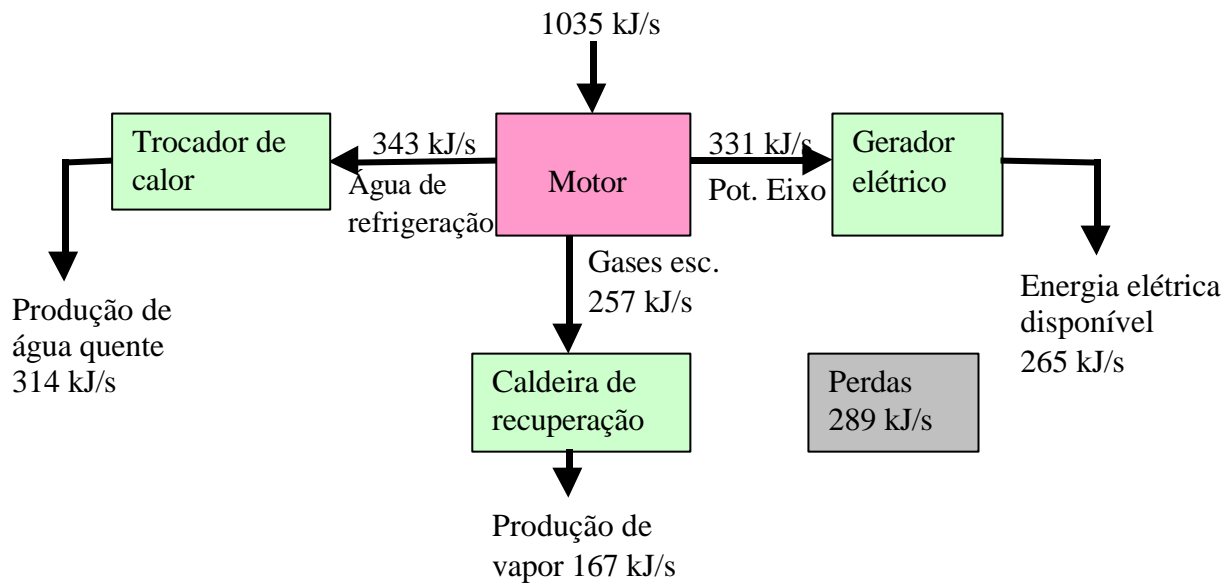 1035 kJ/s
Trocador de
calor
343 kJ/s
Água de
refrigeração
Motor
331 kJ/s
Pot. Eixo
Gerador
elétrico
Gases esc.
257 kJ/s
Produção de
água quente
314 kJ/s
Energia elétrica
disponível
265 kJ/s
Caldeira de
recuperação
Perdas
289 kJ/s
Produção de
vapor 167 kJ/s